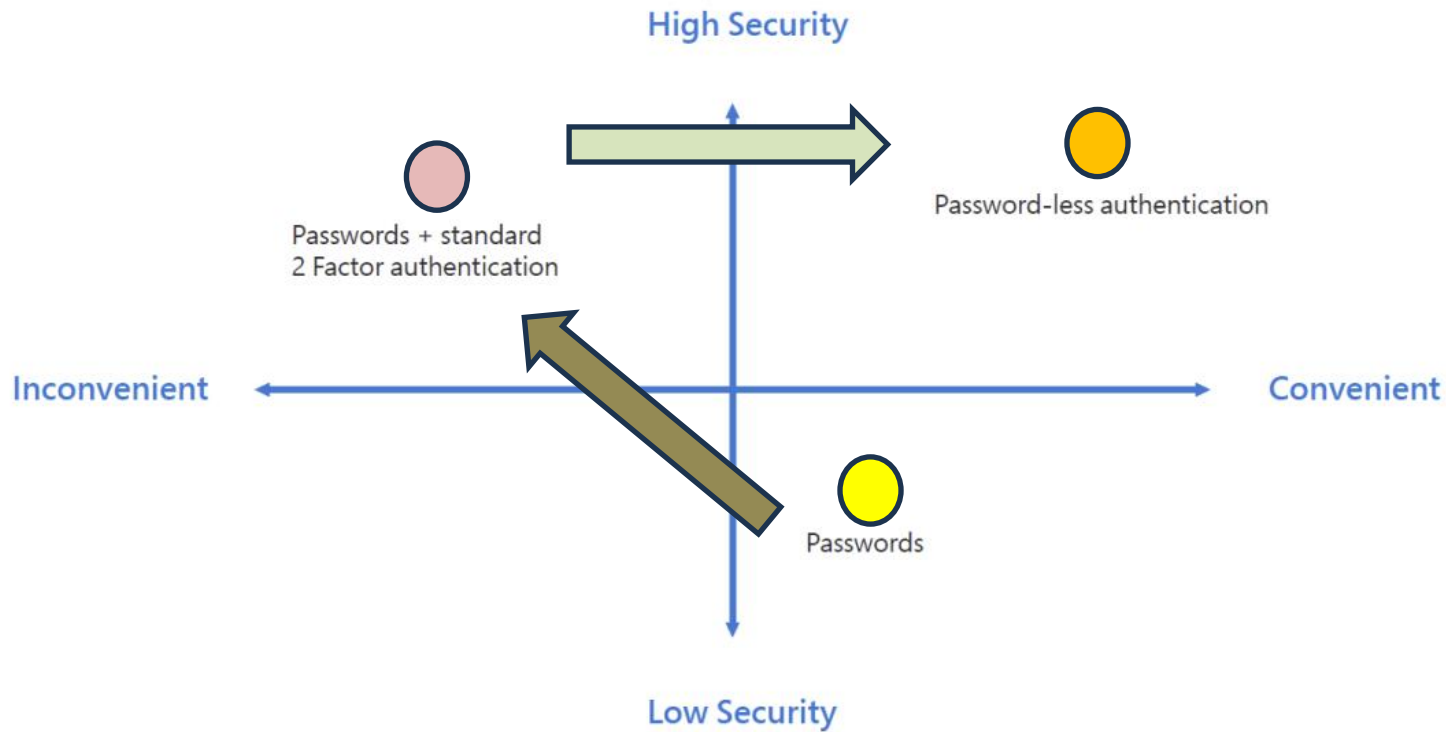 High Security
Password-less authentication
Passwords + standard
2 Factor authentication
Inconvenient
Convenient
Passwords
Low Security